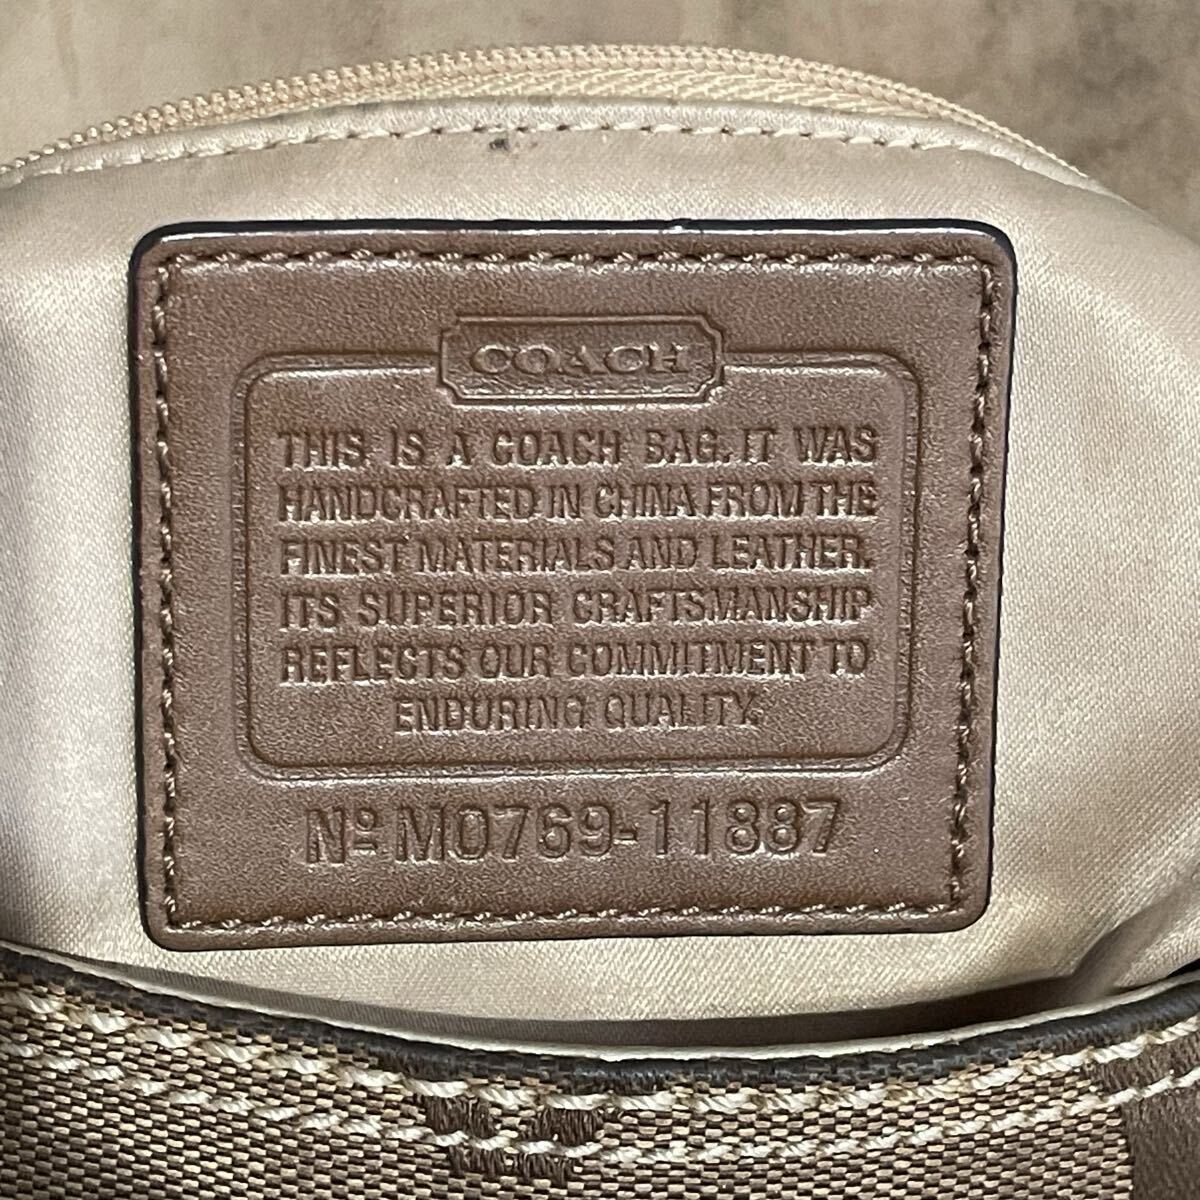 COACH
THIS IS A COACH BAG. IT WAS
HANDCRAFTED IN CHINA FROM THE
FINEST MATERIALS AND LEATHER.
ITS SUPERIOR CRAFTSMANSHIP
REFLECTS OUR COMMITMENT TO
ENDURING QUALITY.
Nº M0769-11887